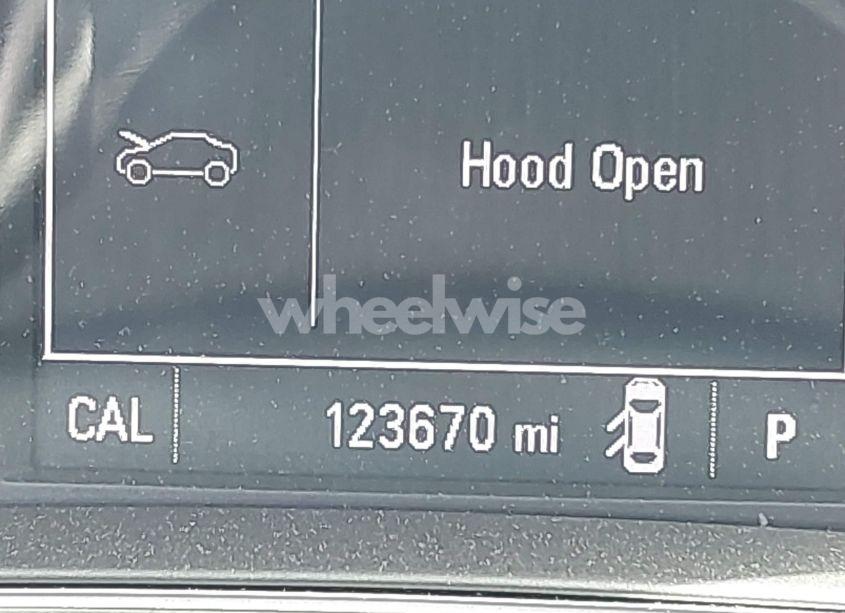 Hood Open
wheelwise
CAL 123670 mi P